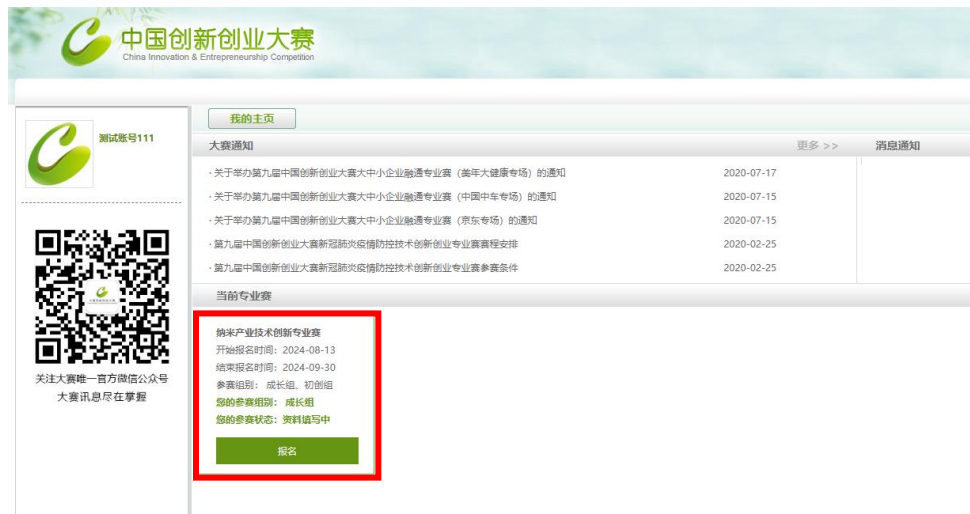 中国创新创业大赛
China Innovation & Entrepreneurship Competition
测试账号111
关注大赛唯一官方微信公众号
大赛讯息尽在掌握
我的主页
大赛通知 更多 >> 消息通知
· 关于举办第九届中国创新创业大赛大中小企业融通专业赛（美年大健康专场）的通知 2020-07-17
· 关于举办第九届中国创新创业大赛大中小企业融通专业赛（中国中车专场）的通知 2020-07-15
· 关于举办第九届中国创新创业大赛大中小企业融通专业赛（京东专场）的通知 2020-07-15
· 第九届中国创新创业大赛新冠肺炎疫情防控技术创新创业专业赛赛程安排 2020-02-25
· 第九届中国创新创业大赛新冠肺炎疫情防控技术创新创业专业赛参赛条件 2020-02-25
当前专业赛
纳米产业技术创新专业赛
开始报名时间：2024-08-13
结束报名时间：2024-09-30
参赛组别： 成长组，初创组
您的参赛组别： 成长组
您的参赛状态：资料填写中
报名